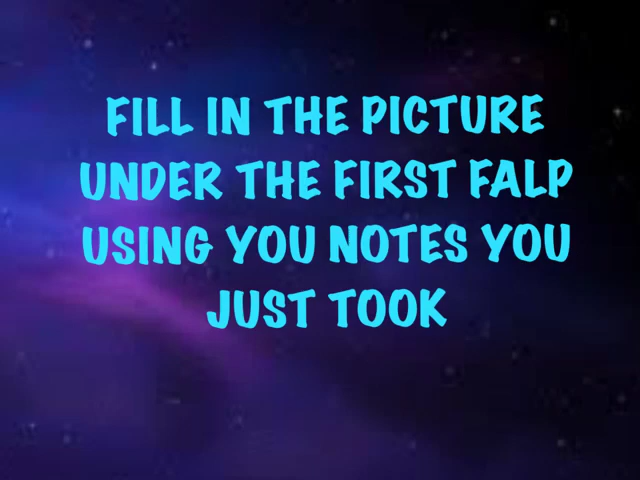 FILL IN THE PICTURE
UNDER THE FIRST FALP
USING YOU NOTES YOU
JUST TOOK